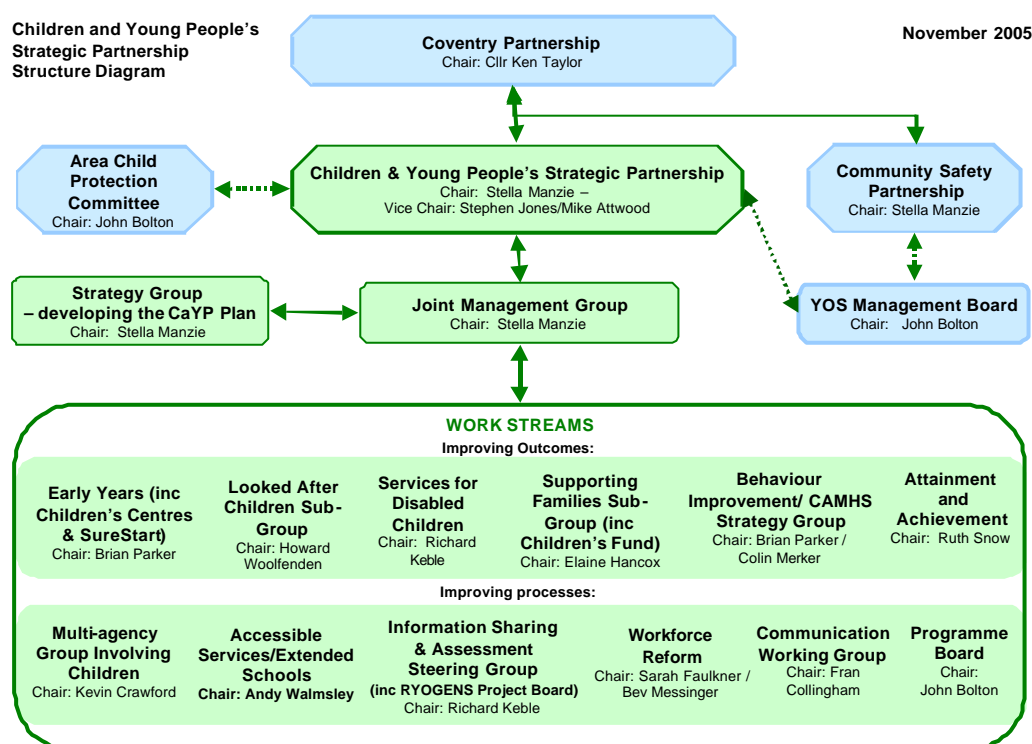 Children and Young People's
Strategic Partnership
Structure Diagram
November 2005
Coventry Partnership
Chair: Cllr Ken Taylor
Area Child
Protection
Committee
Chair: John Bolton
Children & Young People's Strategic Partnership
Chair: Stella Manzie –
Vice Chair: Stephen Jones/Mike Attwood
Community Safety
Partnership
Chair: Stella Manzie
Strategy Group
– developing the CaYP Plan
Chair: Stella Manzie
Joint Management Group
Chair: Stella Manzie
YOS Management Board
Chair: John Bolton
WORK STREAMS
Improving Outcomes:
Early Years (inc
Children's Centres
& SureStart)
Chair: Brian Parker
Looked After
Children Sub-
Group
Chair: Howard
Woolfenden
Services for
Disabled
Children
Chair: Richard
Keble
Supporting
Families Sub-
Group (inc
Children's Fund)
Chair: Elaine Hancox
Behaviour
Improvement/ CAMHS
Strategy Group
Chair: Brian Parker /
Colin Merker
Attainment
and
Achievement
Chair: Ruth Snow
Improving processes:
Multi-agency
Group Involving
Children
Chair: Kevin Crawford
Accessible
Services/Extended
Schools
Chair: Andy Walmsley
Information Sharing
& Assessment
Steering Group
(inc RYOGENS Project Board)
Chair: Richard Keble
Workforce
Reform
Chair: Sarah Faulkner /
Bev Messinger
Communication
Working Group
Chair: Fran
Collingham
Programme
Board
Chair:
John Bolton